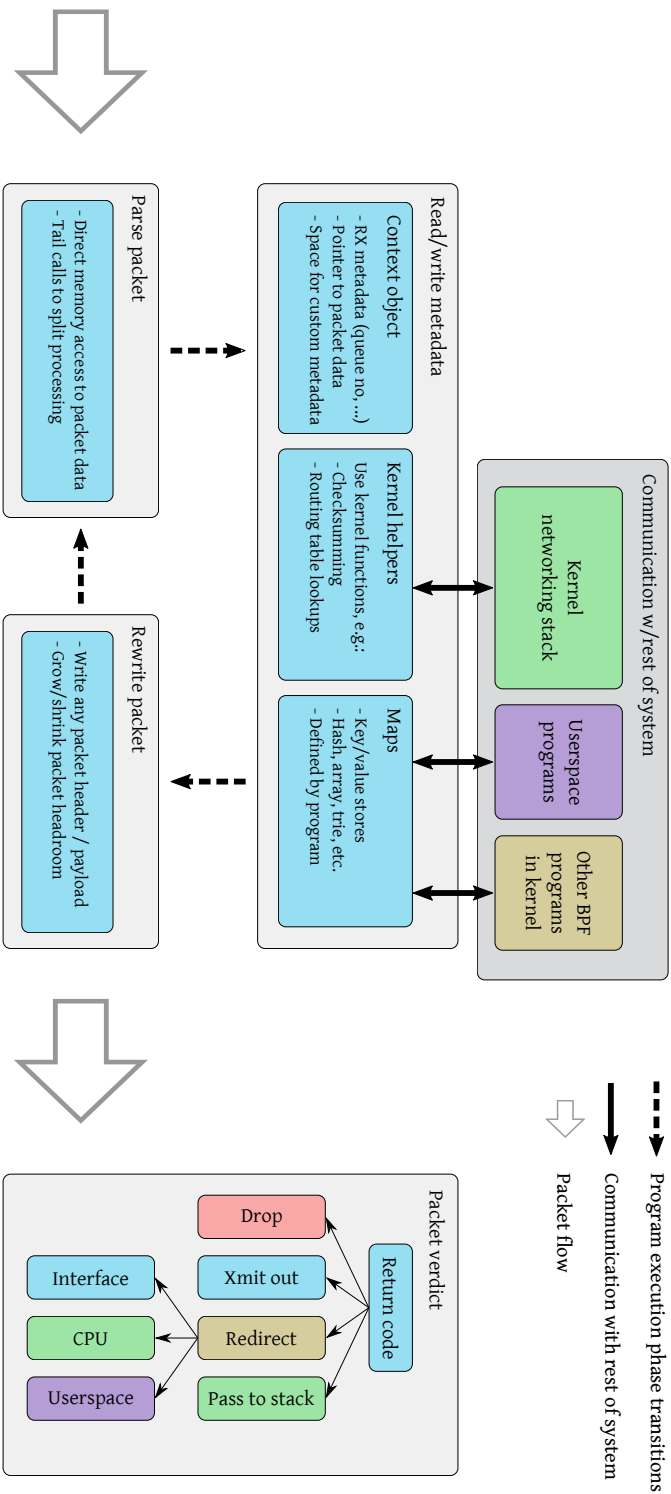 Communication w/rest of system
Kernel
networking stack
Userspace
programs
Other BPF
programs
in kernel
Program execution phase transitions
Communication with rest of system
Packet flow
Read/write metadata
Context object
- RX metadata (queue no, ...)
- Pointer to packet data
- Space for custom metadata
Kernel helpers
Use kernel functions, e.g.:
- Checksumming
- Routing table lookups
Maps
- Key/value stores
- Hash, array, trie, etc.
- Defined by program
Parse packet
- Direct memory access to packet data
- Tail calls to split processing
Rewrite packet
- Write any packet header / payload
- Grow/shrink packet headroom
Packet verdict
Return code
Drop
Xmit out
Redirect
Pass to stack
Interface
CPU
Userspace